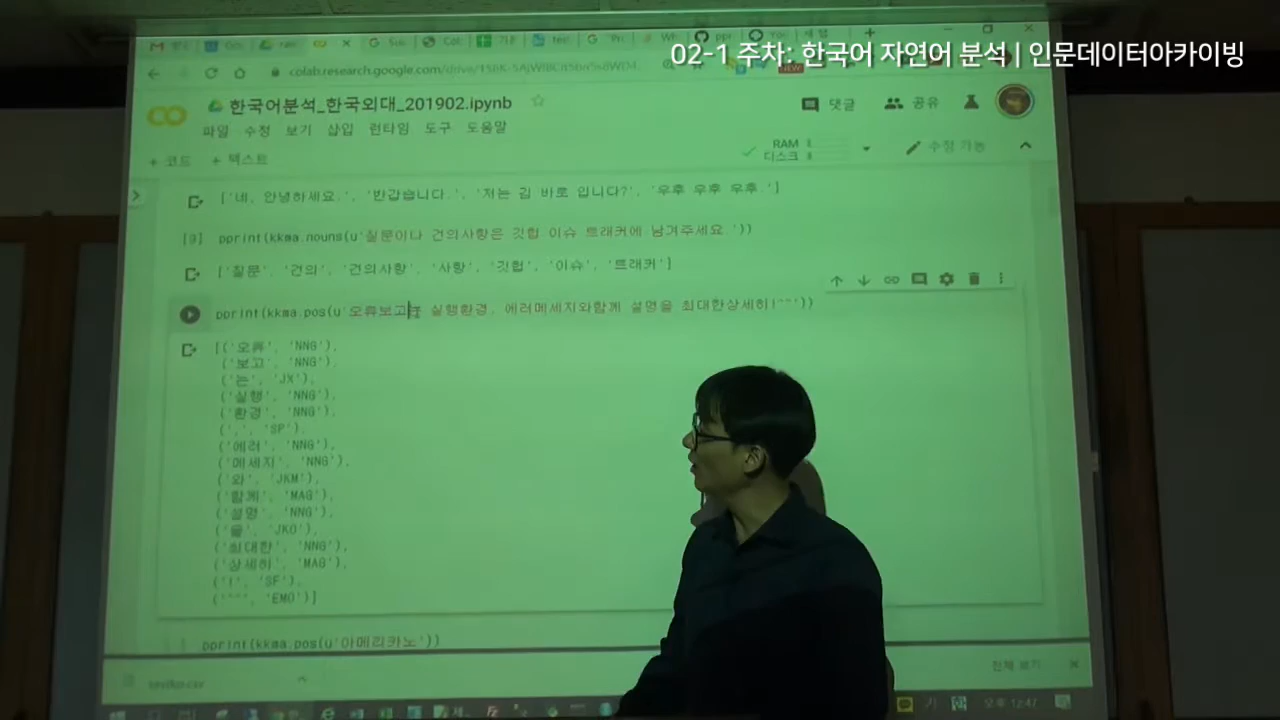 02-1 주차: 한국어 자연어 분석 | 인문데이터아카이빙
한국어분석_한국외대_201902.ipynb
댓글 공유
파일 수정 보기 삽입 런타임 도구 도움말
+ 코드 + 텍스트
RAM
디스크
수정 가능
['네, 안녕하세요.', '반갑습니다.', '저는 김 바로 입니다?', '우후 우후 우후.']
[9] pprint(kkma.nouns(u'질문이나 건의사항은 깃헙 이슈 트래커에 남겨주세요.'))
['질문', '건의', '건의사항', '사항', '깃헙', '이슈', '트래커']
pprint(kkma.pos(u'오류보고는 실행환경, 에러메세지와함께 설명을 최대한상세히!^^'))
[('오류', 'NNG'),
('보고', 'NNG'),
('는', 'JX'),
('실행', 'NNG'),
('환경', 'NNG'),
(',', 'SP'),
('에러', 'NNG'),
('메세지', 'NNG'),
('와', 'JKM'),
('함께', 'MAG'),
('설명', 'NNG'),
('을', 'JKO'),
('최대한', 'NNG'),
('상세히', 'MAG'),
('!', 'SF'),
('^^', 'EMO')]
pprint(kkma.pos(u'아메리카노'))
전체 보기
오후 12:47